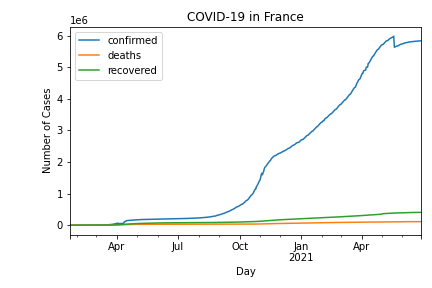 COVID-19 in France
1e6
confirmed
deaths
recovered
6
5
4
3
2
1
0
Number of Cases
Apr Jul Oct Jan Apr
2021
Day